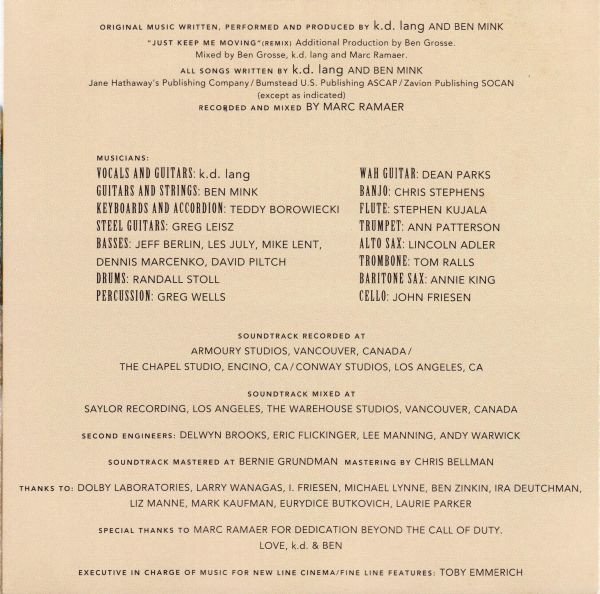 ORIGINAL MUSIC WRITTEN, PERFORMED AND PRODUCED BY k.d. lang AND BEN MINK
"JUST KEEP ME MOVING"(REMIX) Additional Production by Ben Grosse.
Mixed by Ben Grosse, k.d. lang and Marc Ramaer.
ALL SONGS WRITTEN BY k.d. lang AND BEN MINK
Jane Hathaway's Publishing Company/Bumstead U.S. Publishing ASCAP/Zavion Publishing SOCAN
(except as indicated)
RECORDED AND MIXED BY MARC RAMAER
MUSICIANS:
VOCALS AND GUITARS: k.d. lang
GUITARS AND STRINGS: BEN MINK
KEYBOARDS AND ACCORDION: TEDDY BOROWIECKI
STEEL GUITARS: GREG LEISZ
BASSES: JEFF BERLIN, LES JULY, MIKE LENT,
DENNIS MARCENKO, DAVID PILTCH
DRUMS: RANDALL STOLL
PERCUSSION: GREG WELLS
WAH GUITAR: DEAN PARKS
BANJO: CHRIS STEPHENS
FLUTE: STEPHEN KUJALA
TRUMPET: ANN PATTERSON
ALTO SAX: LINCOLN ADLER
TROMBONE: TOM RALLS
BARITONE SAX: ANNIE KING
CELLO: JOHN FRIESEN
SOUNDTRACK RECORDED AT
ARMOURY STUDIOS, VANCOUVER, CANADA/
THE CHAPEL STUDIO, ENCINO, CA/CONWAY STUDIOS, LOS ANGELES, CA
SOUNDTRACK MIXED AT
SAYLOR RECORDING, LOS ANGELES, THE WAREHOUSE STUDIOS, VANCOUVER, CANADA
SECOND ENGINEERS: DELWYN BROOKS, ERIC FLICKINGER, LEE MANNING, ANDY WARWICK
SOUNDTRACK MASTERED AT BERNIE GRUNDMAN MASTERING BY CHRIS BELLMAN
THANKS TO: DOLBY LABORATORIES, LARRY WANAGAS, I. FRIESEN, MICHAEL LYNNE, BEN ZINKIN, IRA DEUTCHMAN,
LIZ MANNE, MARK KAUFMAN, EURYDICE BUTKOVICH, LAURIE PARKER
SPECIAL THANKS TO MARC RAMAER FOR DEDICATION BEYOND THE CALL OF DUTY.
LOVE, k.d. & BEN
EXECUTIVE IN CHARGE OF MUSIC FOR NEW LINE CINEMA/FINE LINE FEATURES: TOBY EMMERICH